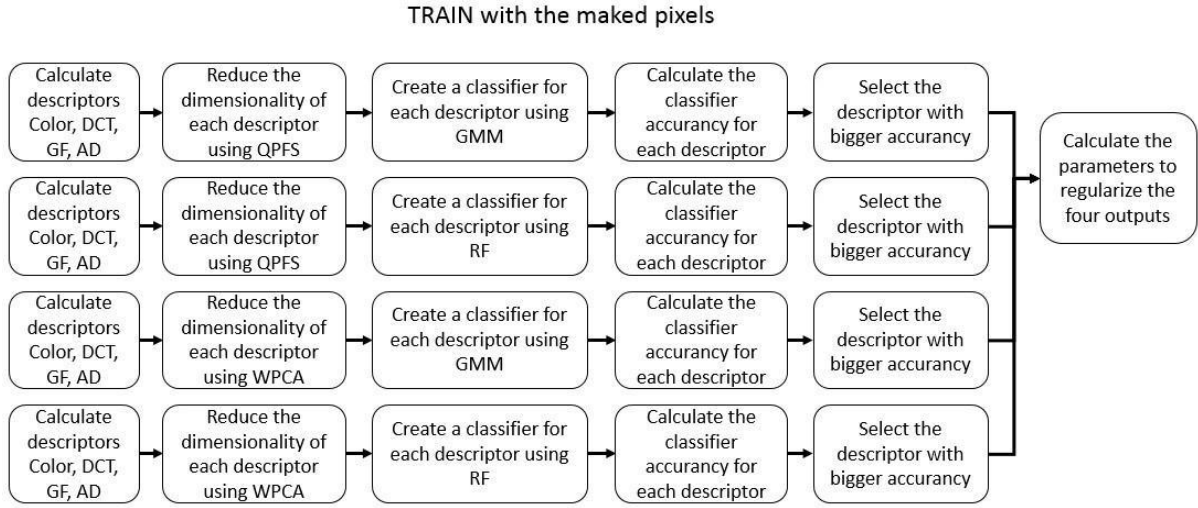 TRAIN with the maked pixels
Calculate
descriptors
Color, DCT,
GF, AD
Reduce the
dimensionality of
each descriptor
using QPFS
Create a classifier for
each descriptor using
GMM
Calculate the
classifier
accurancy for
each descriptor
Select the
descriptor with
bigger accurancy
Calculate
descriptors
Color, DCT,
GF, AD
Reduce the
dimensionality of
each descriptor
using QPFS
Create a classifier for
each descriptor using
RF
Calculate the
classifier
accurancy for
each descriptor
Select the
descriptor with
bigger accurancy
Calculate
descriptors
Color, DCT,
GF, AD
Reduce the
dimensionality of
each descriptor
using WPCA
Create a classifier for
each descriptor using
GMM
Calculate the
classifier
accurancy for
each descriptor
Select the
descriptor with
bigger accurancy
Calculate
descriptors
Color, DCT,
GF, AD
Reduce the
dimensionality of
each descriptor
using WPCA
Create a classifier for
each descriptor using
RF
Calculate the
classifier
accurancy for
each descriptor
Select the
descriptor with
bigger accurancy
Calculate the
parameters to
regularize the
four outputs